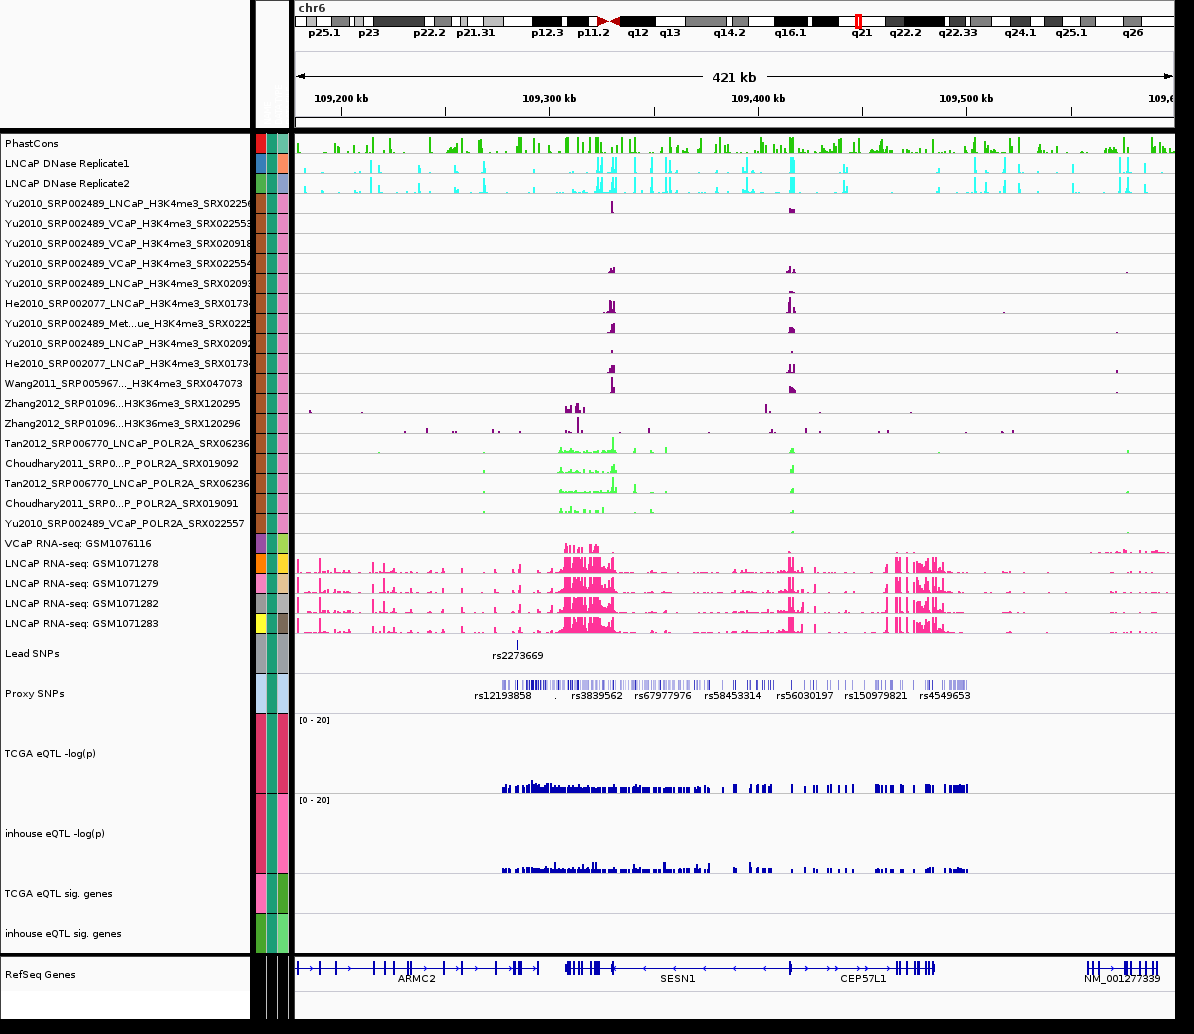 chr6
p25.1 p23 p22.2 p21.31 p12.3 p11.2 q12 q13 q14.2 q16.1 q21 q22.2 q22.33 q24.1 q25.1 q26
421 kb
109,200 kb 109,300 kb 109,400 kb 109,500 kb 109,6
PhastCons
LNCaP DNase Replicate1
LNCaP DNase Replicate2
Yu2010_SRP002489_LNCaP_H3K4me3_SRX02256
Yu2010_SRP002489_VCaP_H3K4me3_SRX022553
Yu2010_SRP002489_VCaP_H3K4me3_SRX020918
Yu2010_SRP002489_VCaP_H3K4me3_SRX022554
Yu2010_SRP002489_LNCaP_H3K4me3_SRX02093
He2010_SRP002077_LNCaP_H3K4me3_SRX01734
Yu2010_SRP002489_Met...ue_H3K4me3_SRX0225
Yu2010_SRP002489_LNCaP_H3K4me3_SRX02092
He2010_SRP002077_LNCaP_H3K4me3_SRX01734
Wang2011_SRP005967..._H3K4me3_SRX047073
Zhang2012_SRP01096...H3K36me3_SRX120295
Zhang2012_SRP01096...H3K36me3_SRX120296
Tan2012_SRP006770_LNCaP_POLR2A_SRX06236
Choudhary2011_SRP0...P_POLR2A_SRX019092
Tan2012_SRP006770_LNCaP_POLR2A_SRX06236
Choudhary2011_SRP0...P_POLR2A_SRX019091
Yu2010_SRP002489_VCaP_POLR2A_SRX022557
VCaP RNA-seq: GSM1076116
LNCaP RNA-seq: GSM1071278
LNCaP RNA-seq: GSM1071279
LNCaP RNA-seq: GSM1071282
LNCaP RNA-seq: GSM1071283
Lead SNPs
rs2273669
Proxy SNPs
rs12193858 . rs3839562 rs67977976 rs58453314 rs56030197 rs150979821 rs4549653
[0 - 20]
TCGA eQTL -log(p)
[0 - 20]
inhouse eQTL -log(p)
TCGA eQTL sig. genes
inhouse eQTL sig. genes
RefSeq Genes
ARMC2 SESN1 CEP57L1 NM_001277339